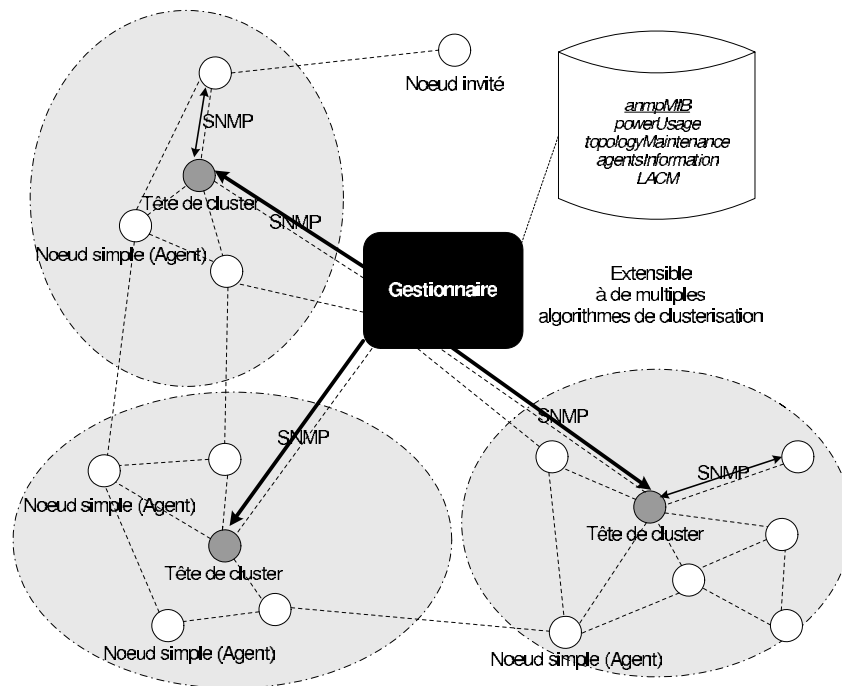 Noeud invité
SNMP
anmpMIB
powerUsage
topologyMaintenance
agentsInformation
LACM
Tête de cluster
SNMP
Noeud simple (Agent)
Gestionnaire
Extensible
à de multiples
algorithmes de clusterisation
SNMP
SNMP
SNMP
Noeud simple (Agent)
Tête de cluster
Tête de cluster
Noeud simple (Agent)
Noeud simple (Agent)